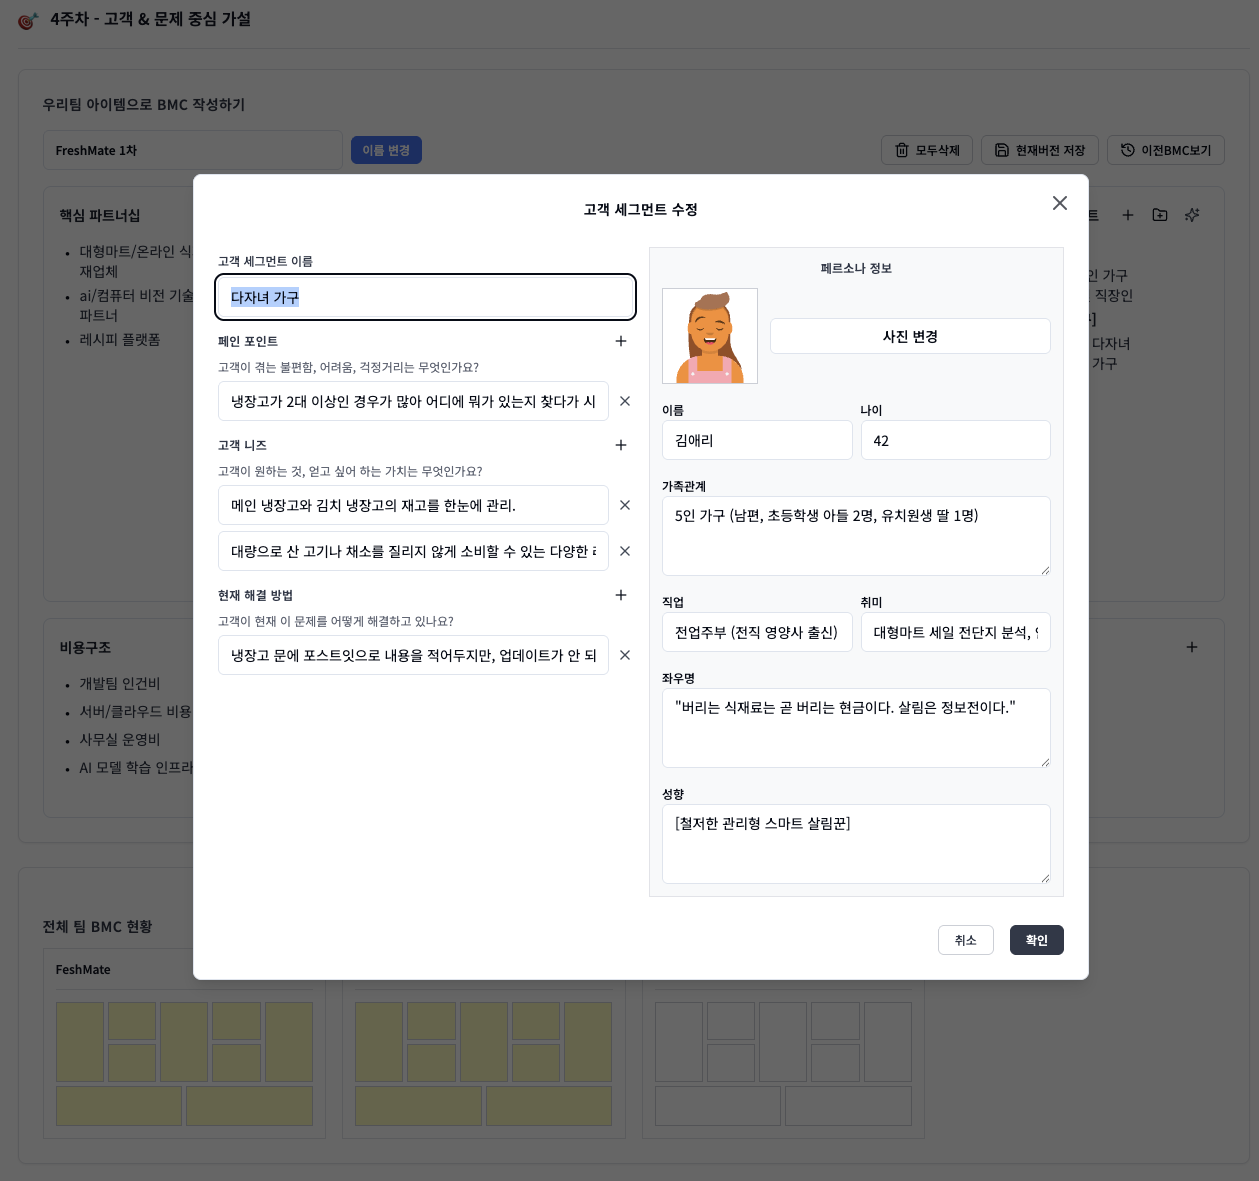 4주차 - 고객 & 문제 중심 가설
우리팀 아이템으로 BMC 작성하기
FreshMate 1차
이름 변경
모두삭제
현재버전 저장
이전BMC보기
핵심 파트너십
대형마트/온라인 식
재업체
ai/컴퓨터 비전 기술
파트너
레시피 플랫폼
인 가구
직장인
다자녀
가구
비용구조
개발팀 인건비
서버/클라우드 비용
사무실 운영비
AI 모델 학습 인프라
고객 세그먼트 수정
고객 세그먼트 이름
다자녀 가구
페인 포인트
고객이 겪는 불편함, 어려움, 걱정거리는 무엇인가요?
냉장고가 2대 이상인 경우가 많아 어디에 뭐가 있는지 찾다가 시
고객 니즈
고객이 원하는 것, 얻고 싶어 하는 가치는 무엇인가요?
메인 냉장고와 김치 냉장고의 재고를 한눈에 관리.
대량으로 산 고기나 채소를 질리지 않게 소비할 수 있는 다양한
현재 해결 방법
고객이 현재 이 문제를 어떻게 해결하고 있나요?
냉장고 문에 포스트잇으로 내용을 적어두지만, 업데이트가 안 되
페르소나 정보
사진 변경
이름
나이
김애리
42
가족관계
5인 가구 (남편, 초등학생 아들 2명, 유치원생 딸 1명)
직업
취미
전업주부 (전직 영양사 출신)
대형마트 세일 전단지 분석,
좌우명
"버리는 식재료는 곧 버리는 현금이다. 살림은 정보전이다."
성향
[철저한 관리형 스마트 살림꾼]
취소
확인
전체 팀 BMC 현황
FeshMate